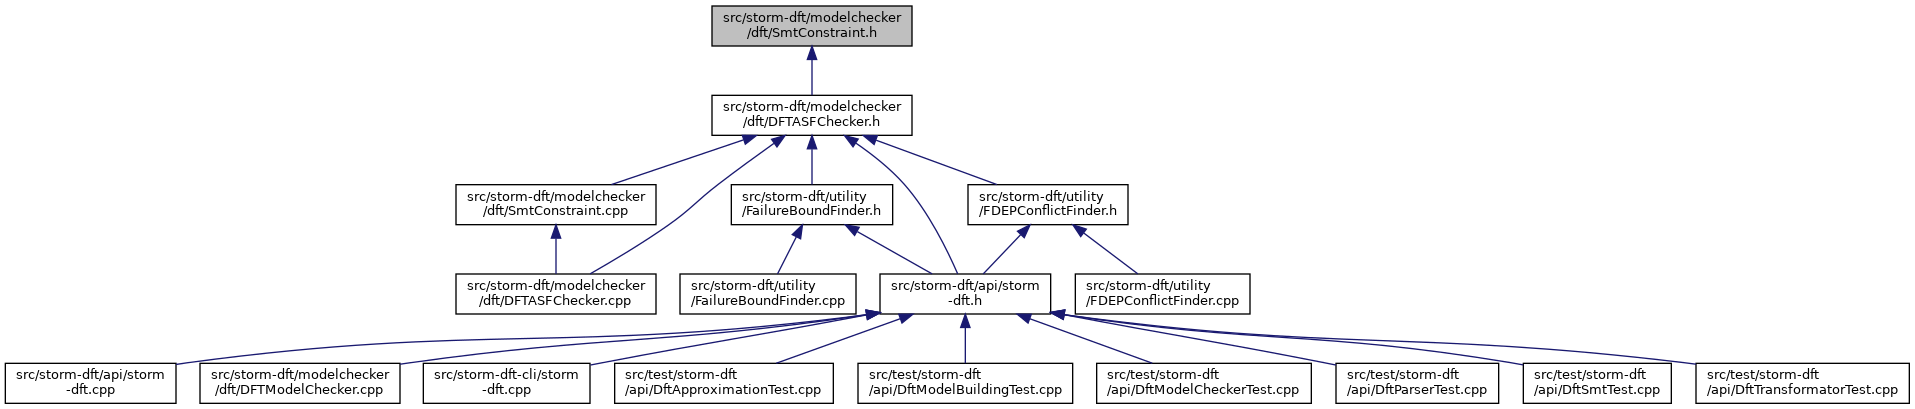 src/storm-dft/modelchecker
/dft/SmtConstraint.h
src/storm-dft/modelchecker
/dft/DFTASFChecker.h
src/storm-dft/modelchecker
/dft/SmtConstraint.cpp
src/storm-dft/utility
/FailureBoundFinder.h
src/storm-dft/utility
/FDEPConflictFinder.h
src/storm-dft/modelchecker
/dft/DFTASFChecker.cpp
src/storm-dft/utility
/FailureBoundFinder.cpp
src/storm-dft/api/storm
-dft.h
src/storm-dft/utility
/FDEPConflictFinder.cpp
src/storm-dft/api/storm
-dft.cpp
src/storm-dft/modelchecker
/dft/DFTModelChecker.cpp
src/storm-dft-cli/storm
-dft.cpp
src/test/storm-dft
/api/DftApproximationTest.cpp
src/test/storm-dft
/api/DftModelBuildingTest.cpp
src/test/storm-dft
/api/DftModelCheckerTest.cpp
src/test/storm-dft
/api/DftParserTest.cpp
src/test/storm-dft
/api/DftSmtTest.cpp
src/test/storm-dft
/api/DftTransformatorTest.cpp